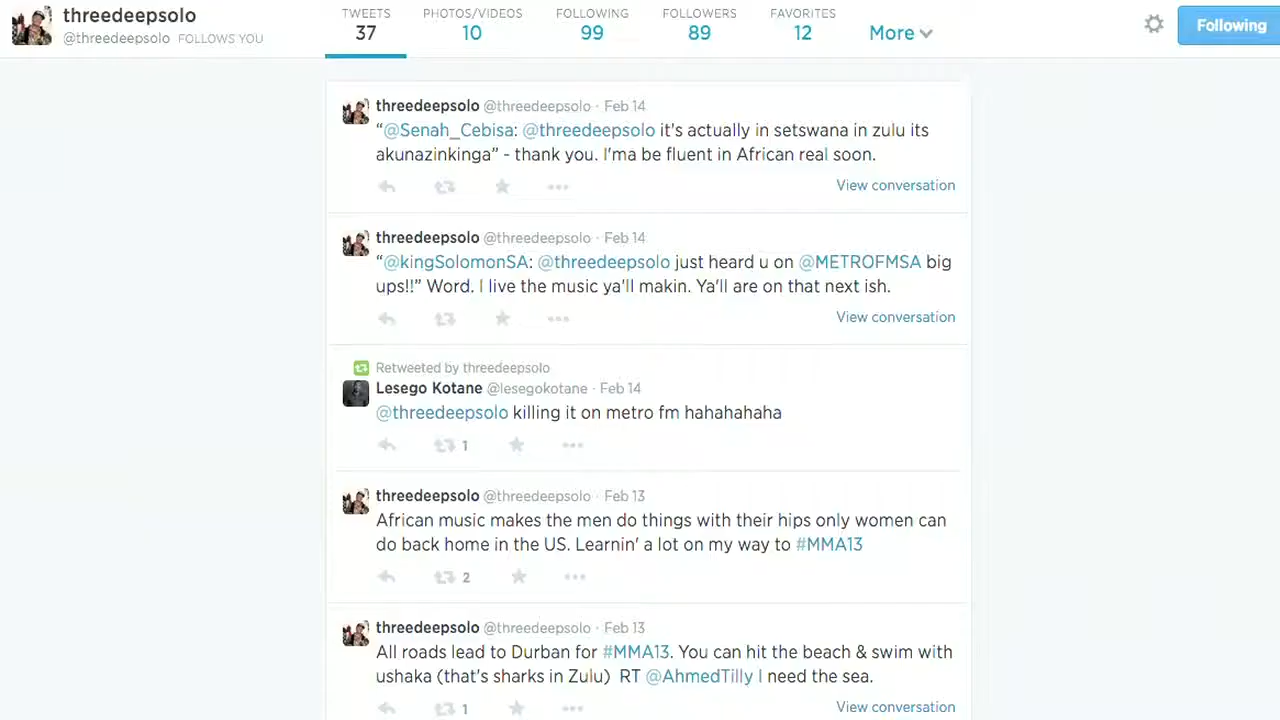 threedeepsolo
@threedeepsolo FOLLOWS YOU
TWEETS
37
PHOTOS/VIDEOS
10
FOLLOWING
99
FOLLOWERS
89
FAVORITES
12
More
Following
threedeepsolo @threedeepsolo · Feb 14
“@Senah_Cebisa: @threedeepsolo it's actually in setswana in zulu its
akunazinkinga” - thank you. I'ma be fluent in African real soon.
View conversation
threedeepsolo @threedeepsolo · Feb 14
“@kingSolomonSA: @threedeepsolo just heard u on @METROFMSA big
ups!!” Word. I live the music ya'll makin. Ya'll are on that next ish.
View conversation
Retweeted by threedeepsolo
Lesego Kotane @lesegokotane · Feb 14
@threedeepsolo killing it on metro fm hahahahaha
1
threedeepsolo @threedeepsolo · Feb 13
African music makes the men do things with their hips only women can
do back home in the US. Learnin' a lot on my way to #MMA13
2
threedeepsolo @threedeepsolo · Feb 13
All roads lead to Durban for #MMA13. You can hit the beach & swim with
ushaka (that's sharks in Zulu) RT @AhmedTilly I need the sea.
1
View conversation